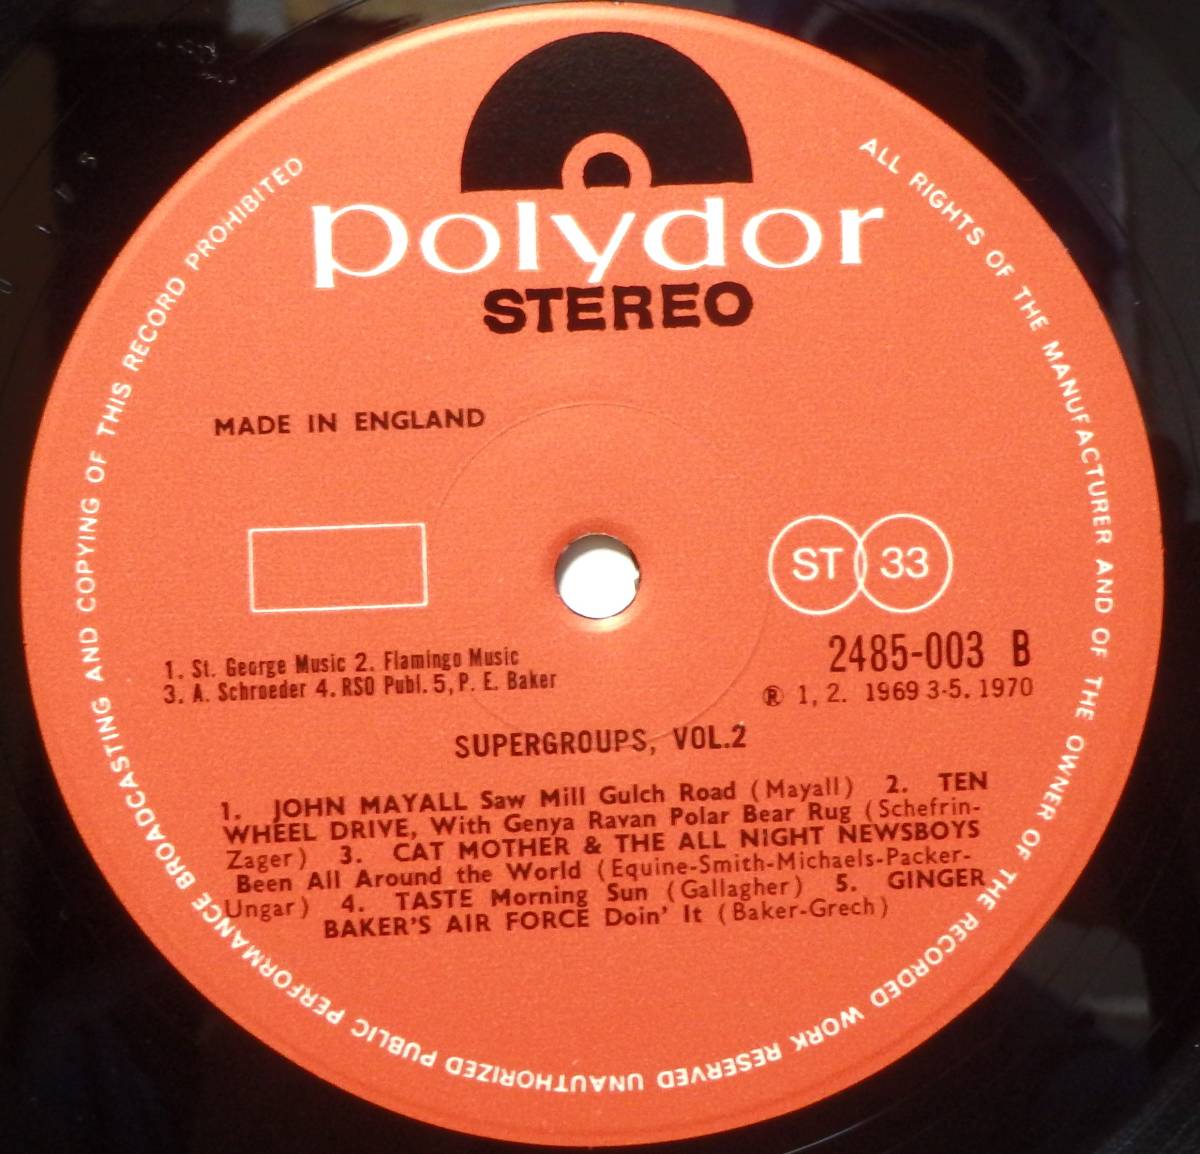 polydor
STEREO
MADE IN ENGLAND
ST 33
2485-003 B
1. St. George Music 2. Flamingo Music
3. A. Schroeder 4. RSO Publ. 5, P. E. Baker
℗ 1, 2. 1969 3-5. 1970
SUPERGROUPS, VOL.2
1. JOHN MAYALL Saw Mill Gulch Road (Mayall) 2. TEN
WHEEL DRIVE, With Genya Ravan Polar Bear Rug (Schefrin-
Zager) 3. CAT MOTHER & THE ALL NIGHT NEWSBOYS
Been All Around the World (Equine-Smith-Michaels-Packer-
Ungar) 4. TASTE Morning Sun (Gallagher) 5. GINGER
BAKER'S AIR FORCE Doin' It (Baker-Grech)
ALL RIGHTS OF THE MANUFACTURER AND OF THE OWNER OF THE RECORDED WORK RESERVED UNAUTHORIZED PUBLIC PERFORMANCE BROADCASTING AND COPYING OF THIS RECORD PROHIBITED